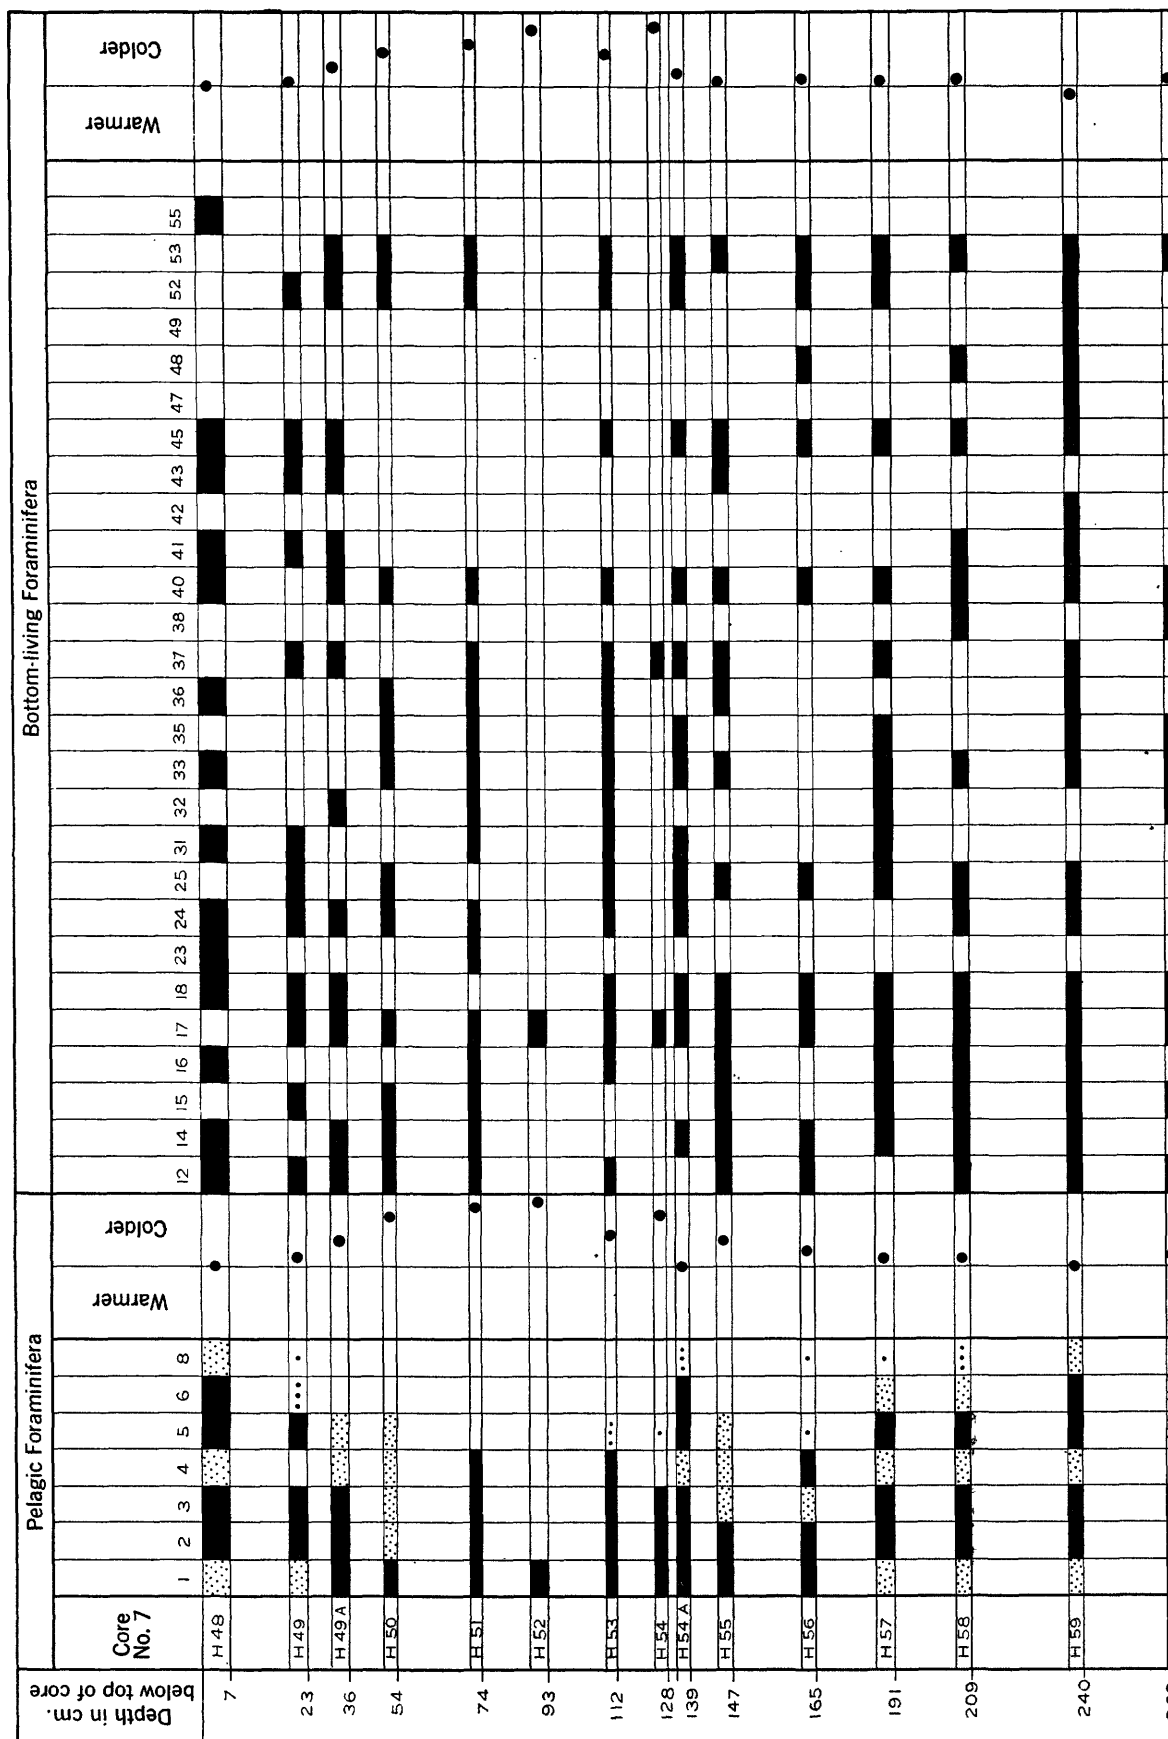 Pelagic Foraminifera
Bottom-living Foraminifera
Depth in cm.
below top of core
Core
No. 7
1 2 3 4 5 6 8
Warmer Colder
12 14 15 16 17 18 23 24 25 31 32 33 35 36 37 38 40 41 42 43 45 47 48 49 52 53 55
Warmer Colder
7 H 48
23 H 49
36 H 49 A
54 H 50
74 H 51
93 H 52
112 H 53
128 H 54
139 H 54 A
147 H 55
165 H 56
191 H 57
209 H 58
240 H 59